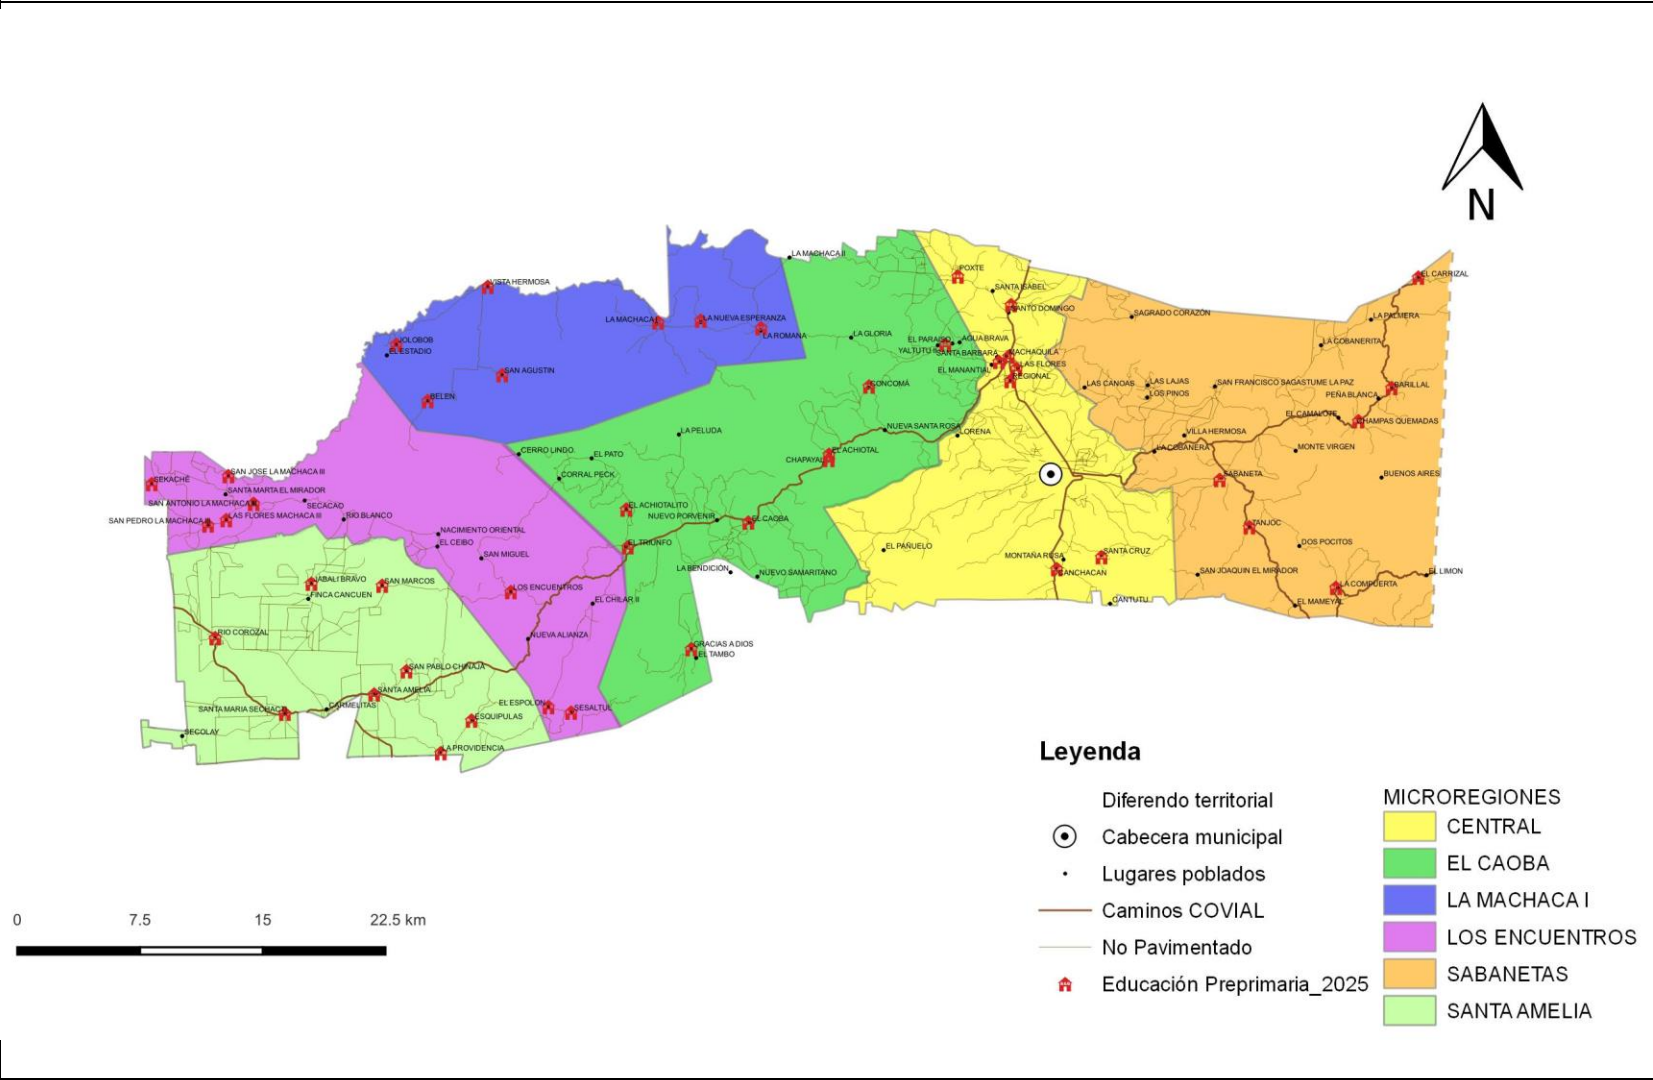 N
LA MACHACA II
POXTE
EL CARRIZAL
VISTA HERMOSA
SANTA ISABEL
SANTO DOMINGO
SAGRADO CORAZÓN
LA PALMERA
LA MACHACA I
LA NUEVA ESPERANZA
LA ROMANA
LA GLORIA
EL PARAISO
AGUA BRAVA
YALTUTU II
SANTA BARBARA
MACHAQUILA
LA COBANERITA
JOLOBOB
EL ESTADIO
EL MANANTIAL
LAS FLORES
REGIONAL
SAN AGUSTIN
CONCOMÁ
LAS CANOAS
LAS LAJAS
LOS PINOS
SAN FRANCISCO SAGASTUME LA PAZ
PEÑA BLANCA
BARILLAL
BELEN
EL CAMALOTE
CHAMPAS QUEMADAS
LA PELUDA
NUEVA SANTA ROSA
LORENA
VILLA HERMOSA
CERRO LINDO
EL PATO
CHAPAYAL
EL ACHIOTAL
LA COBANERA
MONTE VIRGEN
SAN JOSE LA MACHACA III
SEKACHÉ
CORRAL PECK
SABANETA
BUENOS AIRES
SANTA MARTA EL MIRADOR
SAN ANTONIO LA MACHACA
SECACAO
EL ACHIOTALITO
SAN PEDRO LA MACHACA III
LAS FLORES MACHACA III
RIO BLANCO
NUEVO PORVENIR
EL CAOBA
TANJOC
NACIMIENTO ORIENTAL
EL CEIBO
EL TRIUNFO
EL PAÑUELO
DOS POCITOS
SAN MIGUEL
MONTAÑA RUSA
SANTA CRUZ
LA BENDICIÓN
NUEVO SAMARITANO
CANCHACAN
SAN JOAQUIN EL MIRADOR
EL LIMON
JABALI BRAVO
SAN MARCOS
LOS ENCUENTROS
LA COMPUERTA
FINCA CANCUEN
EL CHILAR II
CANTUTU
EL MAMEYAL
RIO COROZAL
NUEVA ALIANZA
GRACIAS A DIOS
EL TAMBO
SAN PABLO CHINAJA
SANTA AMELIA
SANTA MARIA SECHAC
CARMELITAS
EL ESPOLON
SESALTUL
ESQUIPULAS
SECOLAY
LA PROVIDENCIA
Leyenda
Diferendo territorial
Cabecera municipal
Lugares poblados
Caminos COVIAL
No Pavimentado
Educación Preprimaria_2025
MICROREGIONES
CENTRAL
EL CAOBA
LA MACHACA I
LOS ENCUENTROS
SABANETAS
SANTA AMELIA
0 7.5 15 22.5 km